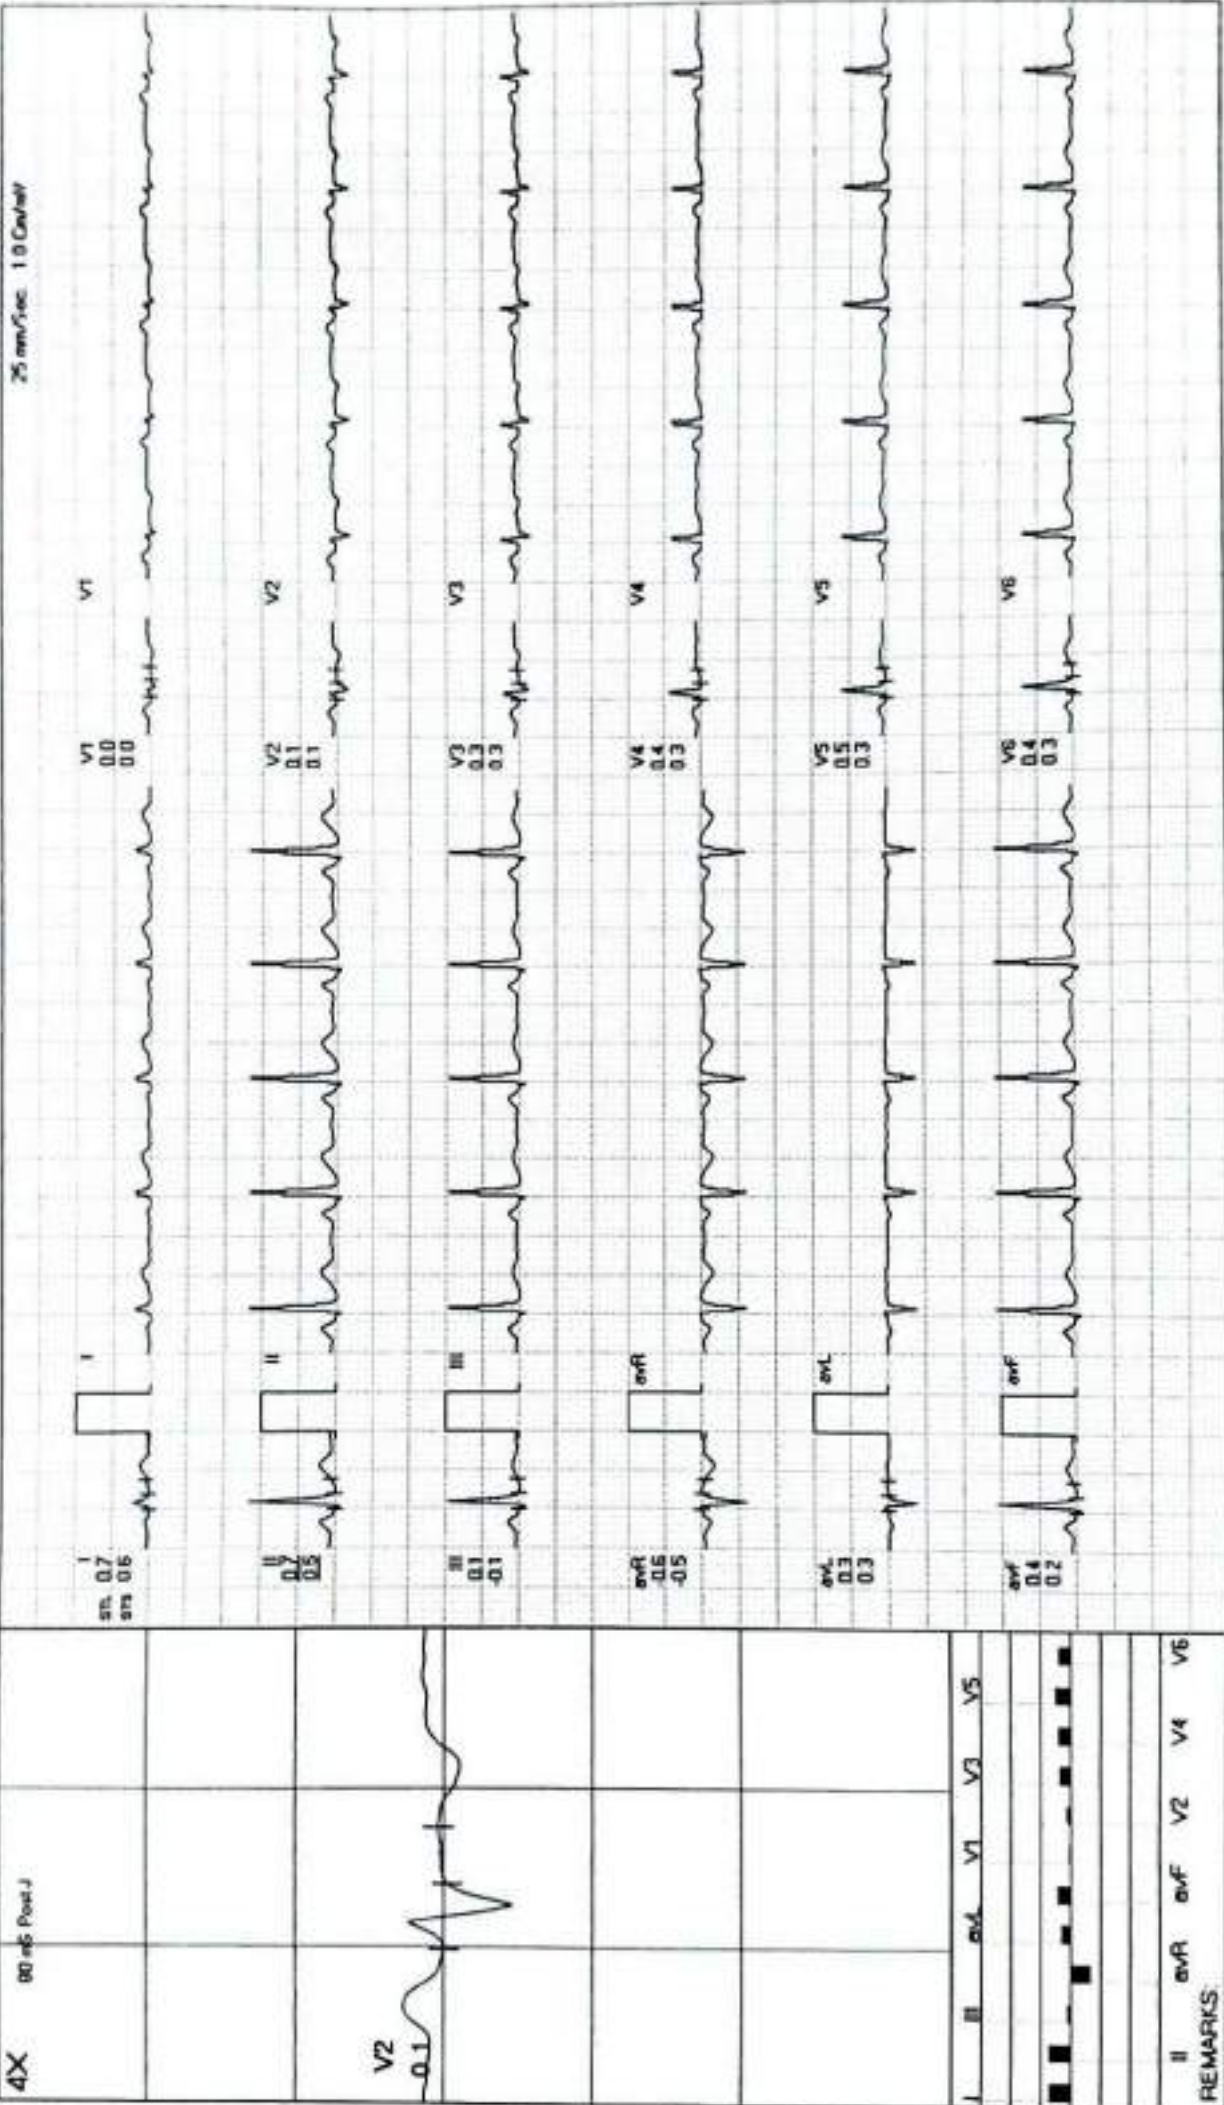 4X 80 mS Post J
25 mm/Sec. 1.0 Cm/mV
V2
0.1
I
STL 0.7
STS 0.6
I
V1
0.0
0.0
V1
II
0.7
0.5
II
V2
0.1
0.1
V2
III
0.1
-0.1
III
V3
0.3
0.3
V3
avR
-0.6
-0.5
avR
V4
0.4
0.3
V4
avL
0.3
0.3
avL
V5
0.5
0.3
V5
avF
0.4
0.2
avF
V6
0.4
0.3
V6
I III avL V1 V3 V5
II avR avF V2 V4 V6
REMARKS: